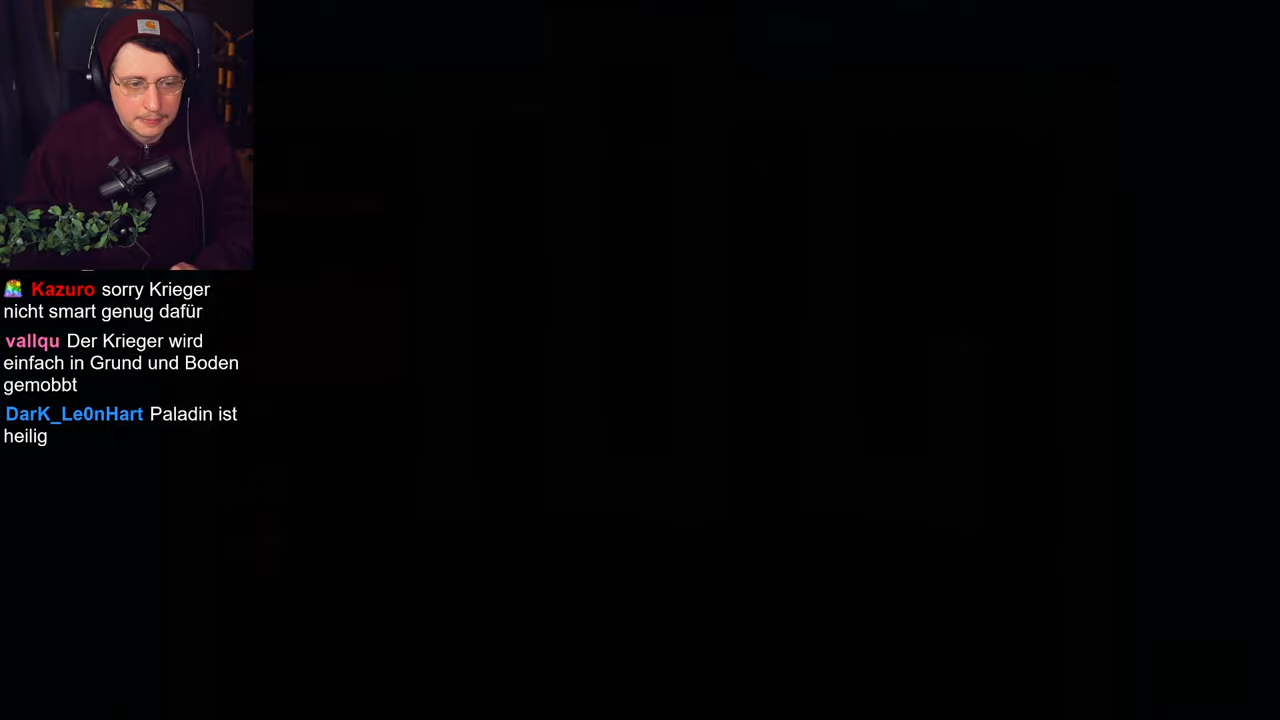 Kazuro sorry Krieger
nicht smart genug dafür
vallqu Der Krieger wird
einfach in Grund und Boden
gemobbt
DarK_Le0nHart Paladin ist
heilig